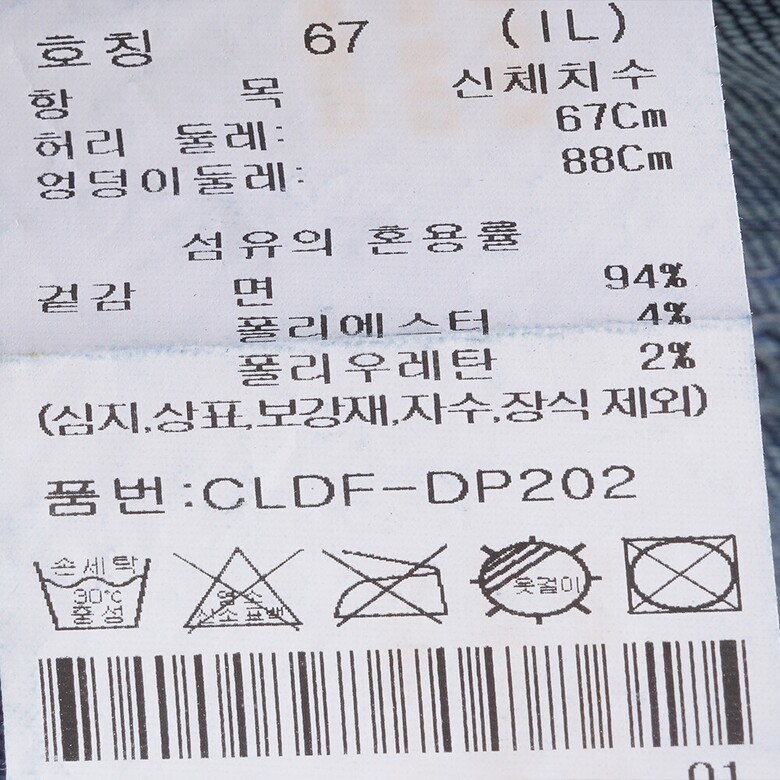 호칭 67 (IL)
항 목 신체치수
허리 둘레: 67Cm
엉덩이둘레: 88Cm
섬유의 혼용률
겉감 면 94%
폴리에스터 4%
폴리우레탄 2%
(심지,상표,보강재,자수,장식 제외)
품번:CLDF-DP202
손세탁
30℃
중성
염소
산소표백
옷걸이
01